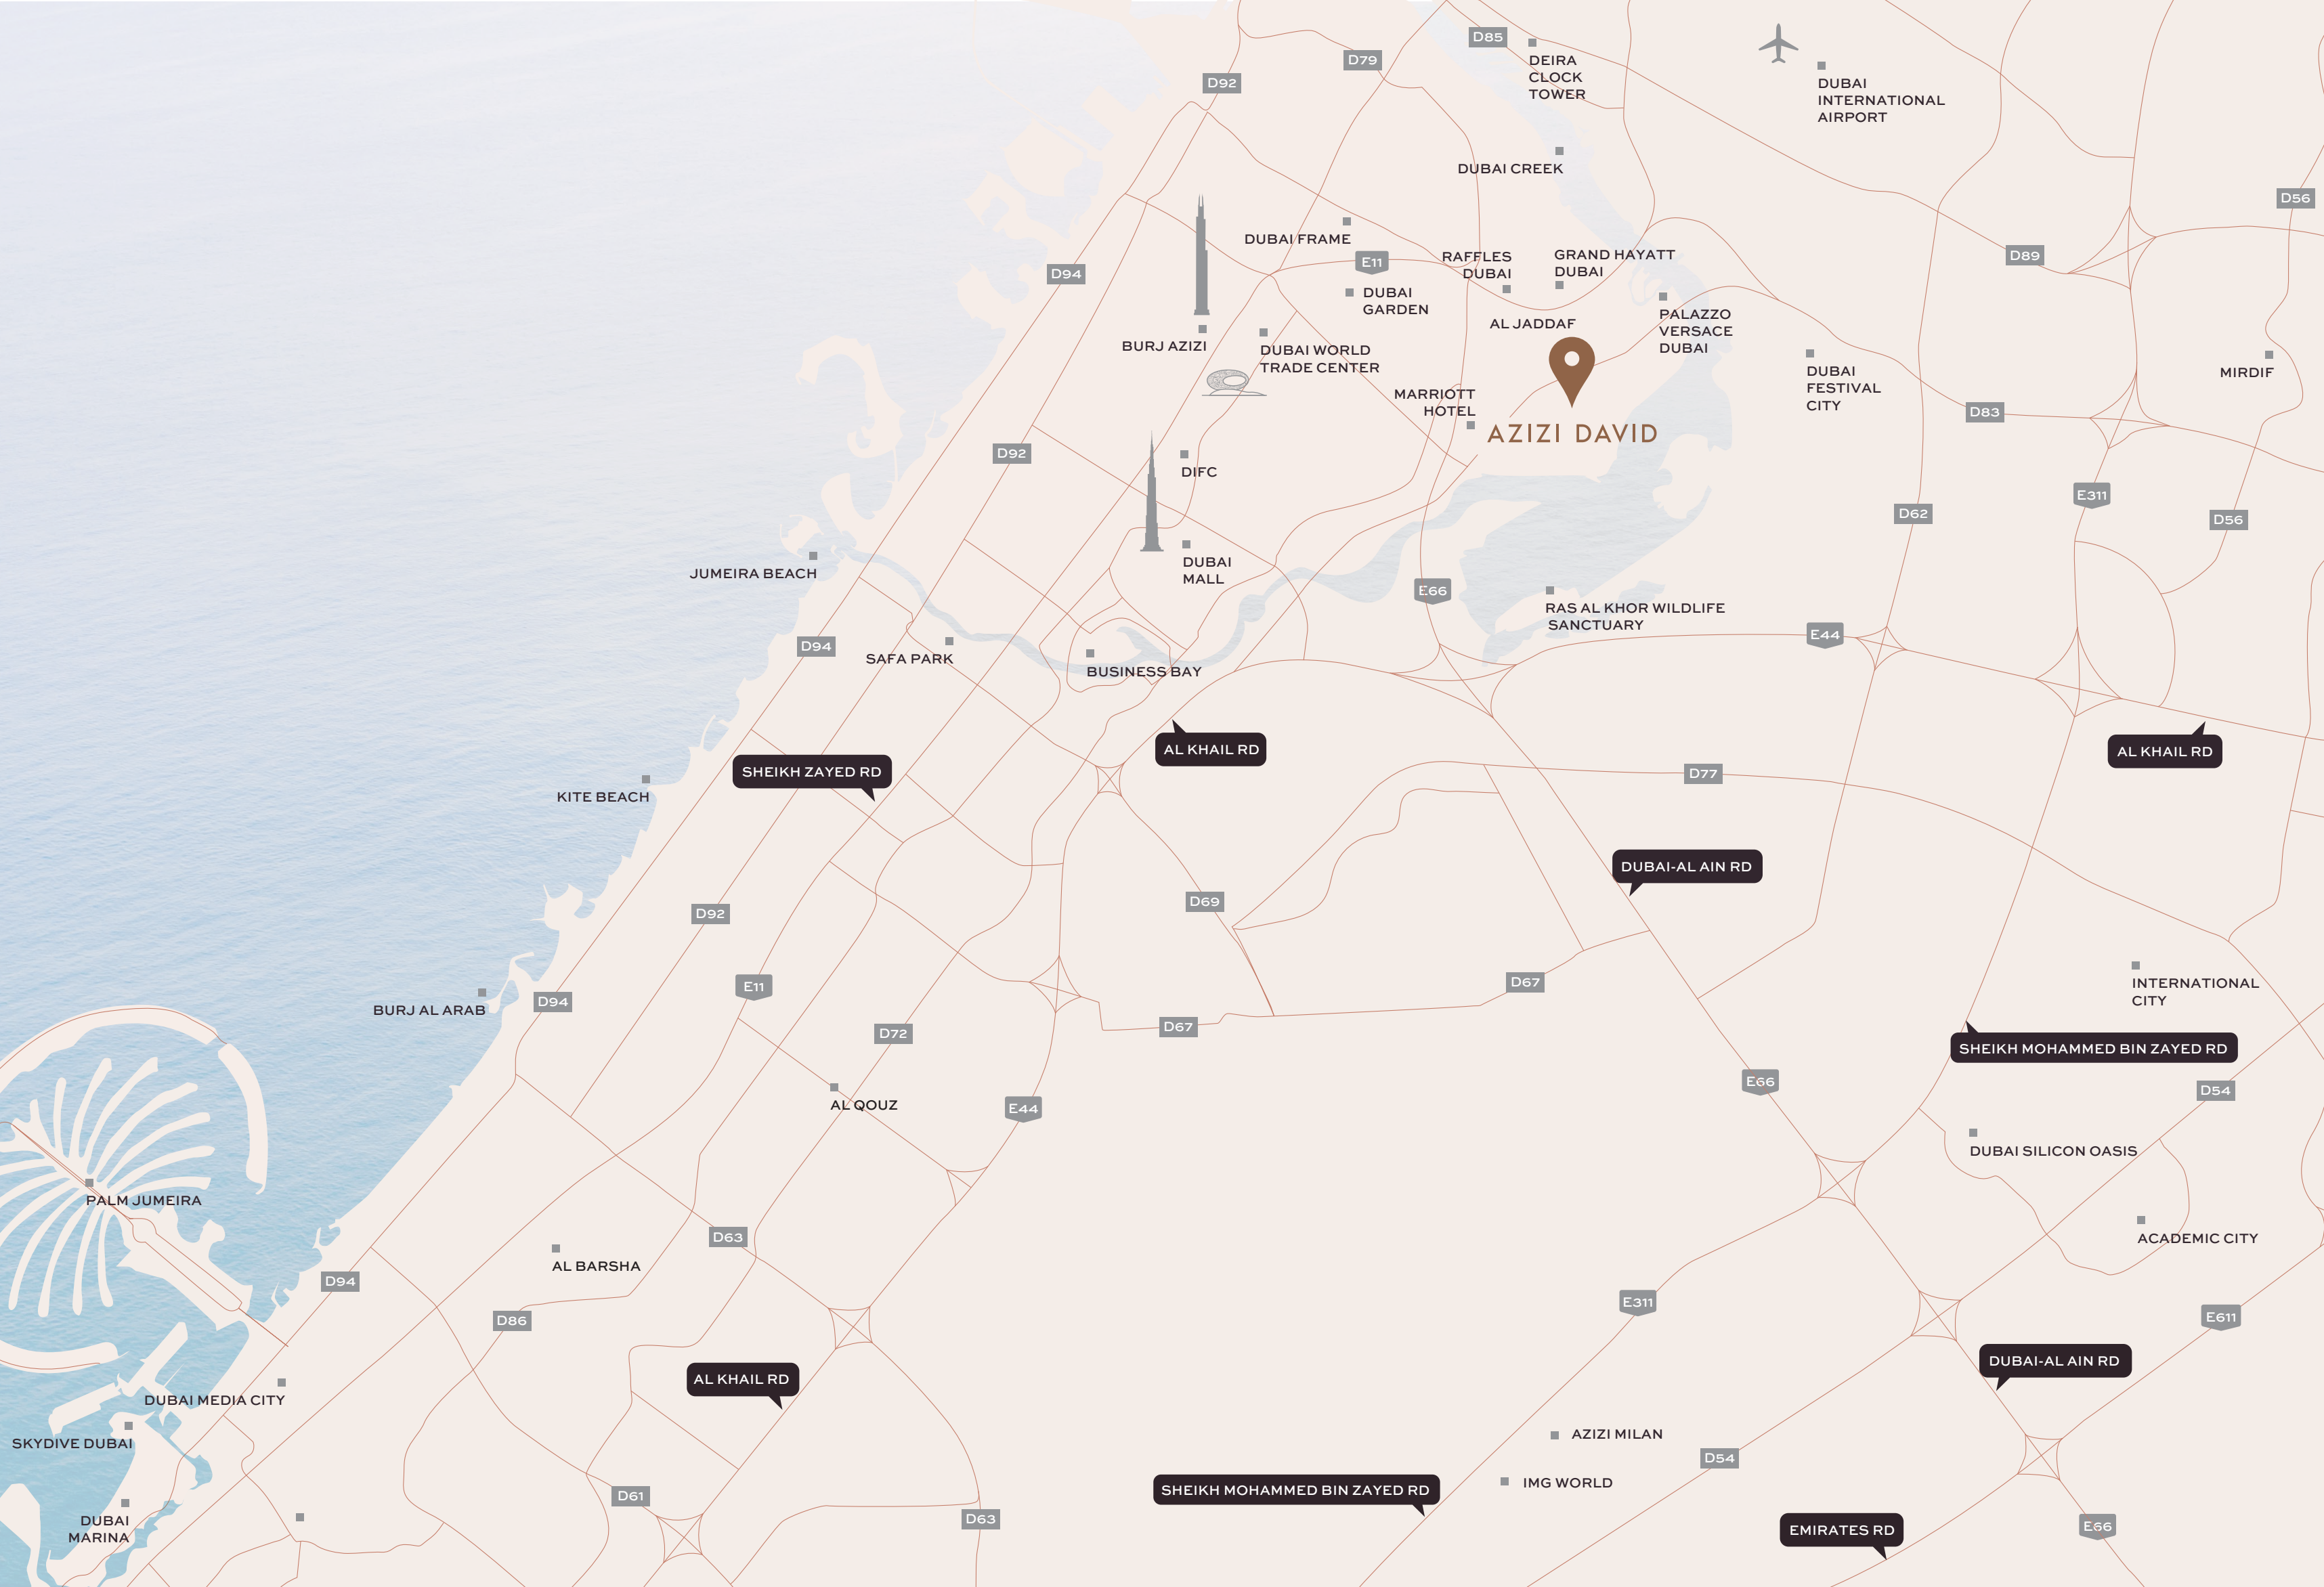 D85
DEIRA
CLOCK
TOWER
D79
D92
DUBAI
INTERNATIONAL
AIRPORT
DUBAI CREEK
D56
DUBAI FRAME
D94
E11
RAFFLES
DUBAI
GRAND HAYATT
DUBAI
D89
DUBAI
GARDEN
AL JADDAF
PALAZZO
VERSACE
DUBAI
BURJ AZIZI
DUBAI WORLD
TRADE CENTER
DUBAI
FESTIVAL
CITY
MIRDIF
MARRIOTT
HOTEL
AZIZI DAVID
D83
D92
DIFC
E311
D62
D56
JUMEIRA BEACH
DUBAI
MALL
E66
RAS AL KHOR WILDLIFE
SANCTUARY
E44
D94
SAFA PARK
BUSINESS BAY
AL KHAIL RD
AL KHAIL RD
SHEIKH ZAYED RD
D77
KITE BEACH
DUBAI-AL AIN RD
D69
D92
E11
D67
INTERNATIONAL
CITY
BURJ AL ARAB
D94
D72
D67
SHEIKH MOHAMMED BIN ZAYED RD
E66
D54
AL QOUZ
E44
DUBAI SILICON OASIS
PALM JUMEIRA
D63
ACADEMIC CITY
AL BARSHA
D94
E311
D86
E611
DUBAI-AL AIN RD
AL KHAIL RD
DUBAI MEDIA CITY
SKYDIVE DUBAI
AZIZI MILAN
D54
IMG WORLD
SHEIKH MOHAMMED BIN ZAYED RD
D61
DUBAI
MARINA
D63
EMIRATES RD
E66